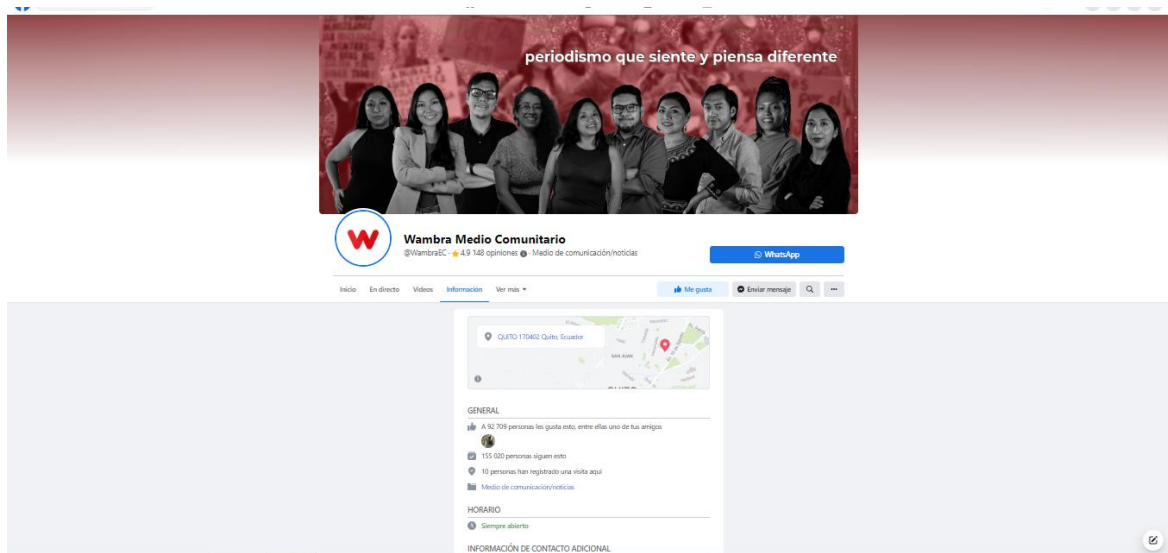 periodismo que siente y piensa diferente
W
Wambra Medio Comunitario
@WambraEC · 4,9 148 opiniones · Medio de comunicación/noticias
WhatsApp
Inicio En directo Videos Información Ver más
Me gusta Enviar mensaje
QUITO 170402 Quito, Ecuador
SAN JUAN
QUITO
GENERAL
A 92 709 personas les gusta esto, entre ellas uno de tus amigos
155 020 personas siguen esto
10 personas han registrado una visita aquí
Medio de comunicación/noticias
HORARIO
Siempre abierto
INFORMACIÓN DE CONTACTO ADICIONAL